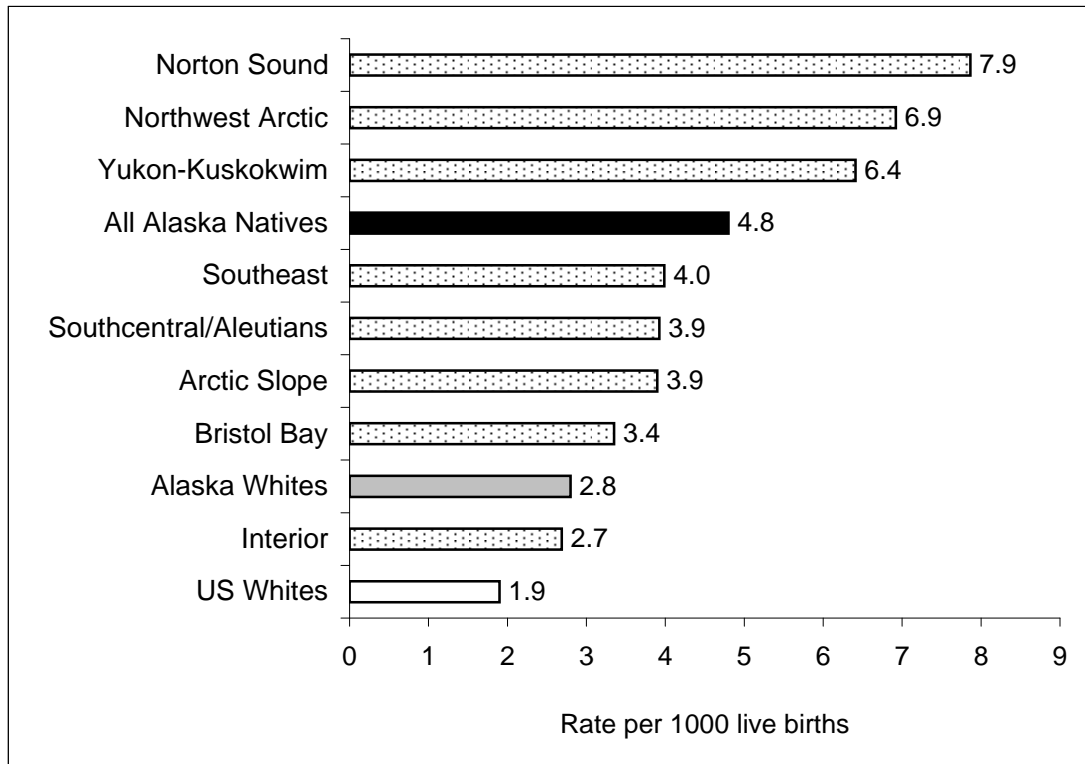 Norton Sound 7.9
Northwest Arctic 6.9
Yukon-Kuskokwim 6.4
All Alaska Natives 4.8
Southeast 4.0
Southcentral/Aleutians 3.9
Arctic Slope 3.9
Bristol Bay 3.4
Alaska Whites 2.8
Interior 2.7
US Whites 1.9
0 1 2 3 4 5 6 7 8 9
Rate per 1000 live births